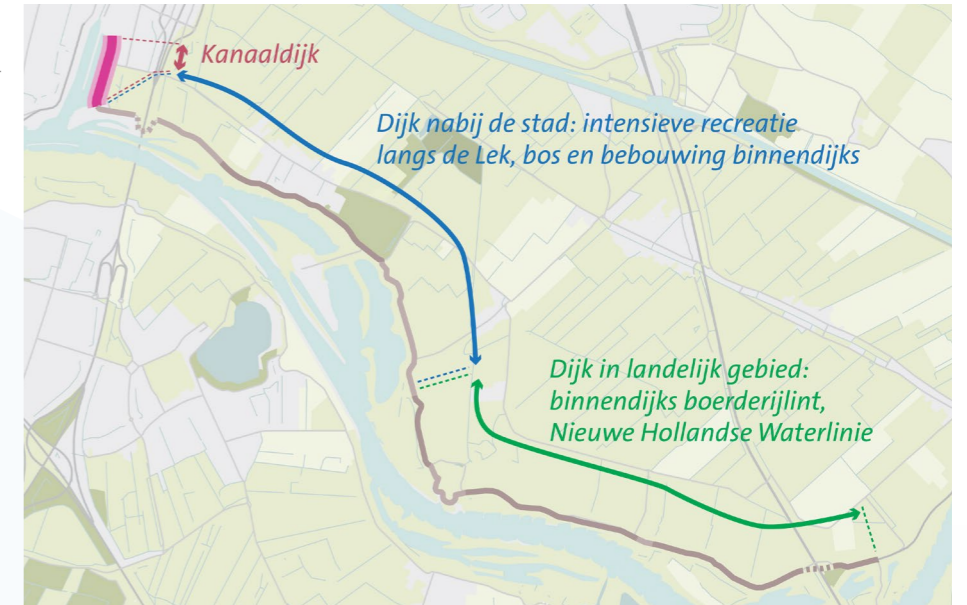 Kanaaldijk
Dijk nabij de stad: intensieve recreatie
langs de Lek, bos en bebouwing binnendijks
Dijk in landelijk gebied:
binnendijks boerderijlint,
Nieuwe Hollandse Waterlinie